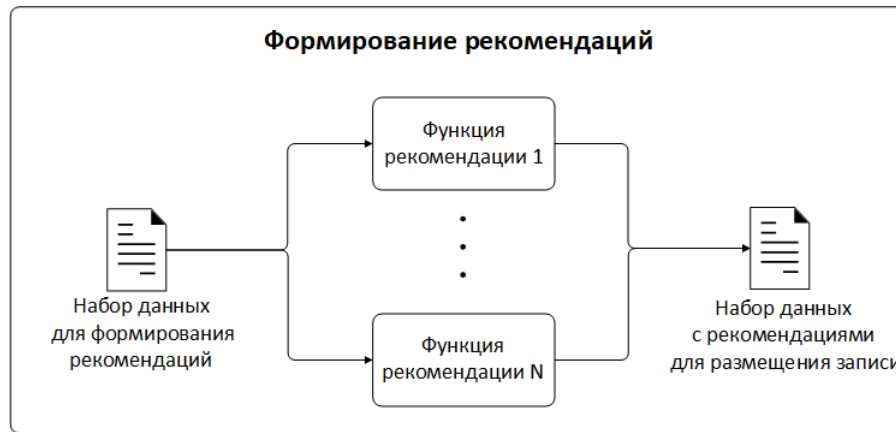 Формирование рекомендаций
Функция
рекомендации 1
Набор данных
для формирования
рекомендаций
Функция
рекомендации N
Набор данных
с рекомендациями
для размещения записи